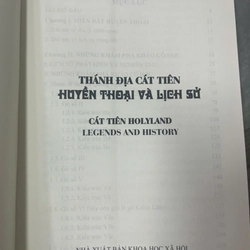 THÁNH ĐỊA CÁT TIÊN
HUYỀN THOẠI VÀ LỊCH SỬ
CÁT TIÊN HOLYLAND
LEGENDS AND HISTORY
NHÀ XUẤT BẢN KHOA HỌC XÃ HỘI